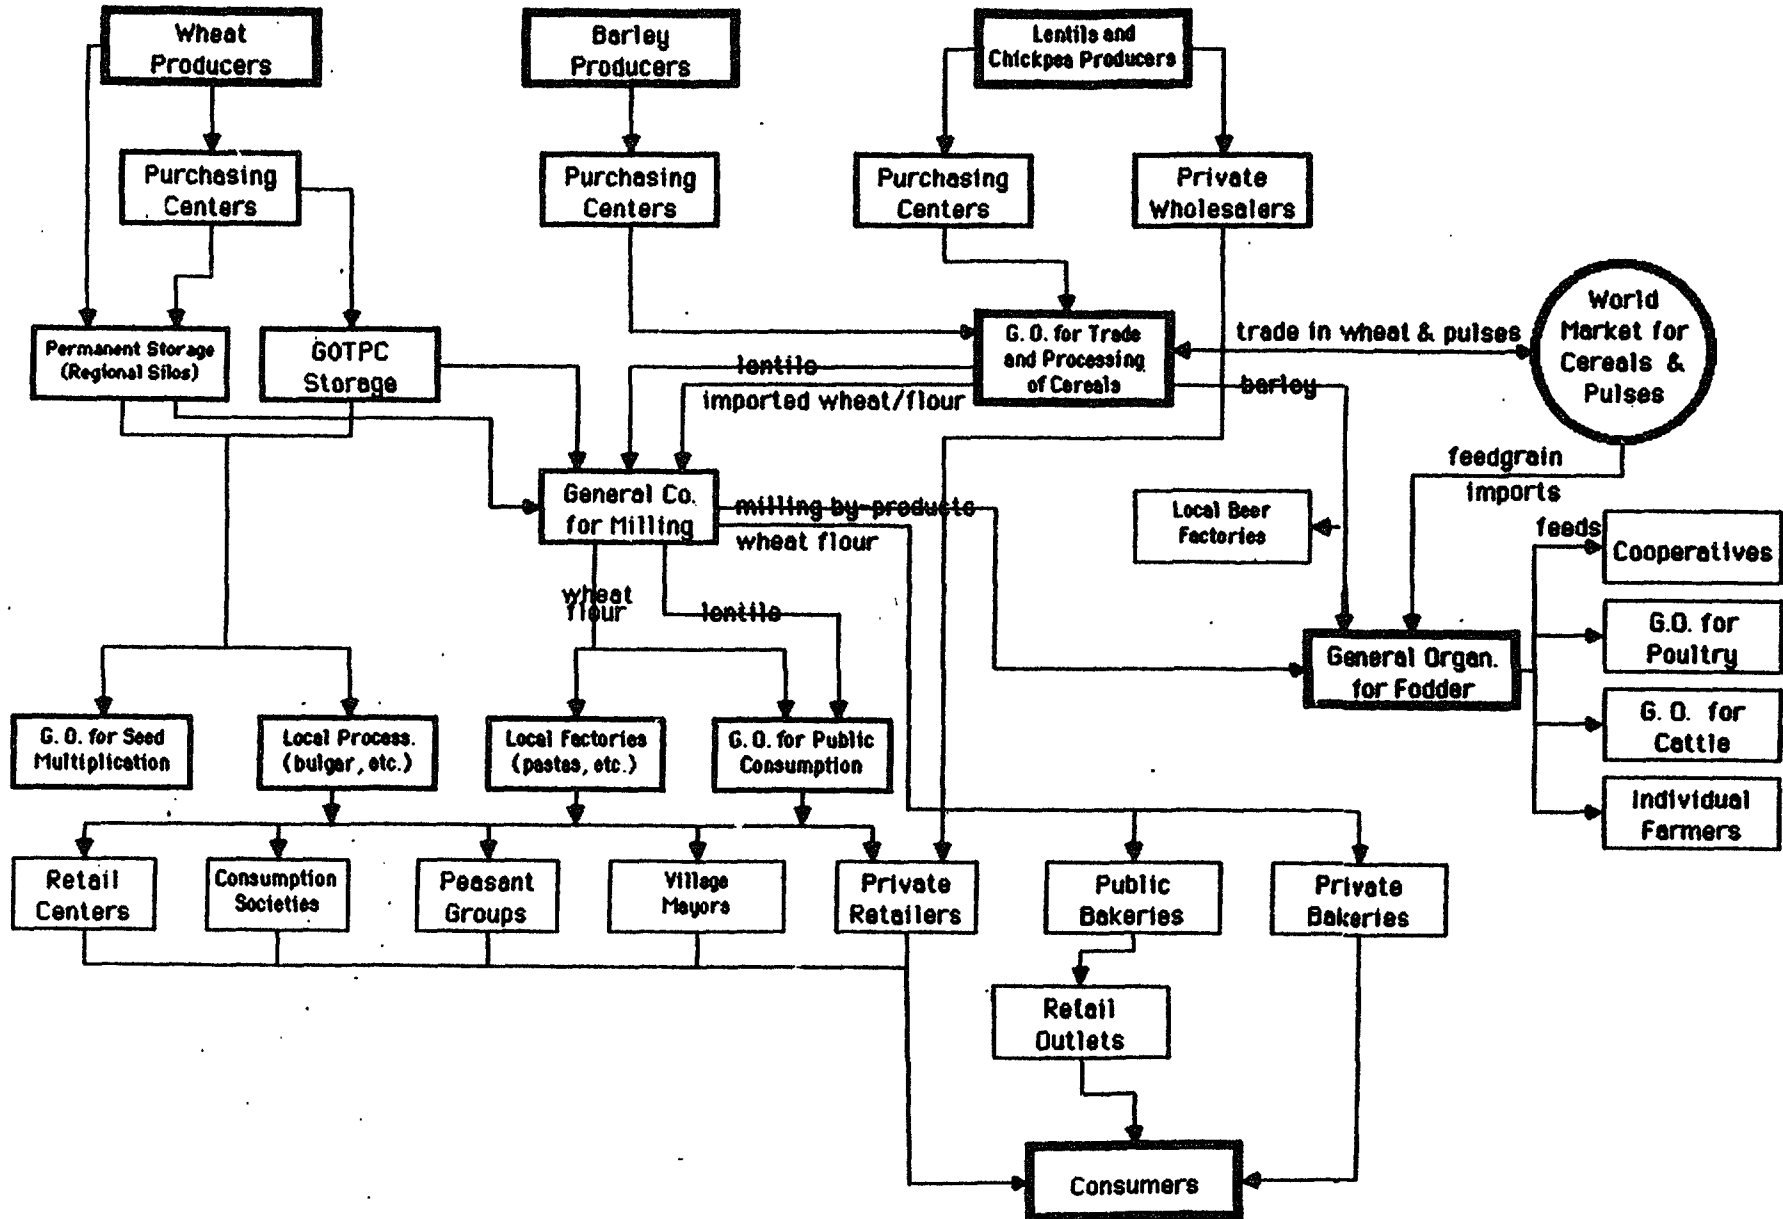 Wheat
Producers
Barley
Producers
Lentils and
Chickpea Producers
Purchasing
Centers
Purchasing
Centers
Purchasing
Centers
Private
Wholesalers
Permanent Storage
(Regional Silos)
GOTPC
Storage
G. O. for Trade
and Processing
of Cereals
trade in wheat & pulses
World
Market for
Cereals &
Pulses
lentils
imported wheat/flour
barley
feedgrain
imports
General Co.
for Milling
milling by-products
wheat flour
Local Beer
Factories
feeds
Cooperatives
wheat
flour
lentils
G.O. for
Poultry
General Organ.
for Fodder
G. O. for
Cattle
Individual
Farmers
G. O. for Seed
Multiplication
Local Process.
(bulgar, etc.)
Local Factories
(pastas, etc.)
G. O. for Public
Consumption
Retail
Centers
Consumption
Societies
Peasant
Groups
Village
Mayors
Private
Retailers
Public
Bakeries
Private
Bakeries
Retail
Outlets
Consumers